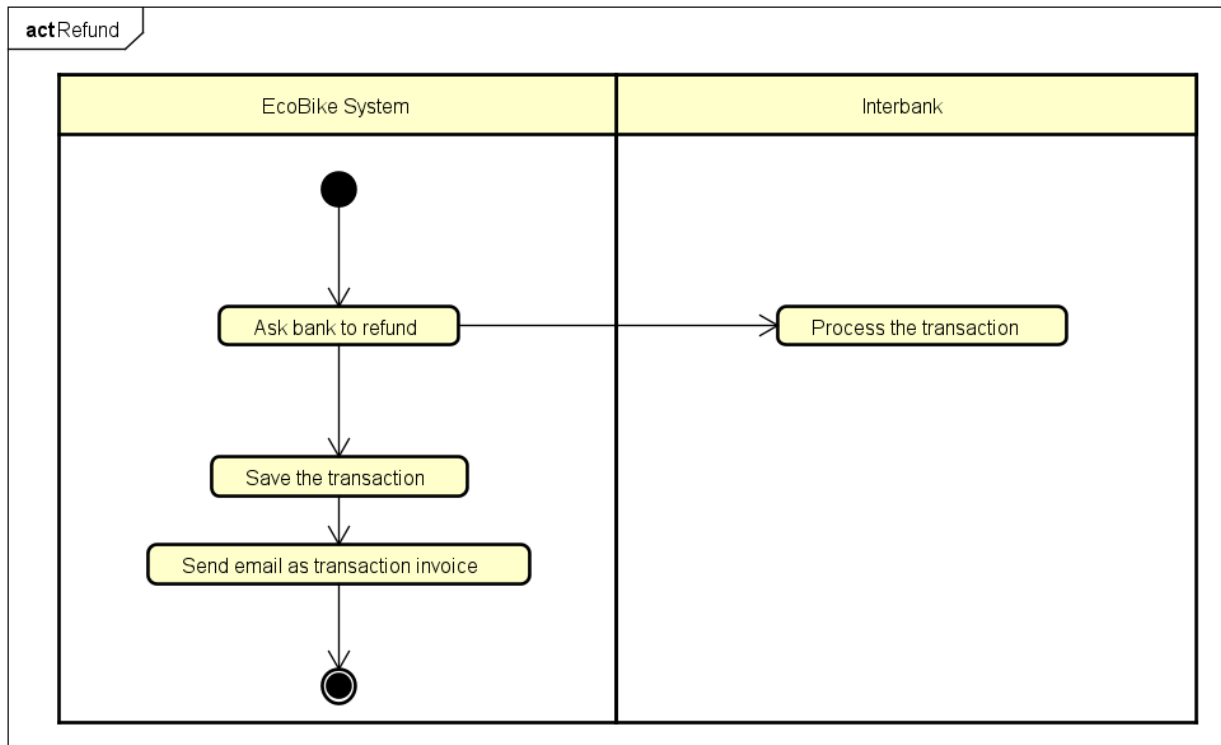 actRefund
EcoBike System
Interbank
Ask bank to refund
Process the transaction
Save the transaction
Send email as transaction invoice